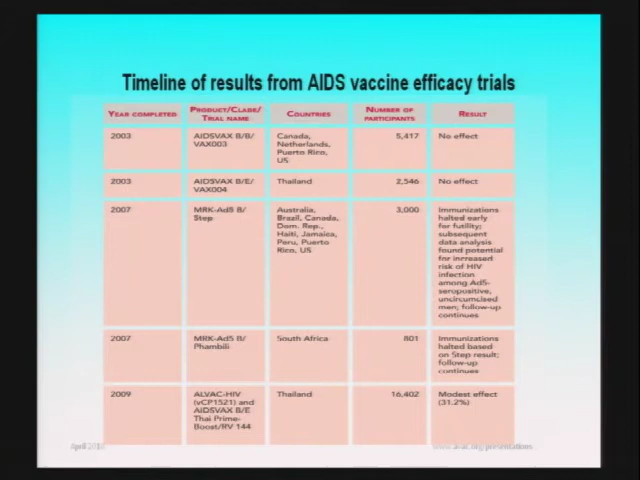 Timeline of results from AIDS vaccine efficacy trials
YEAR COMPLETED
PRODUCT/CLADE/
TRIAL NAME
COUNTRIES
NUMBER OF
PARTICIPANTS
RESULT
2003
AIDSVAX B/B/
VAX003
Canada,
Netherlands,
Puerto Rico,
US
5,417
No effect
2003
AIDSVAX B/E/
VAX004
Thailand
2,546
No effect
2007
MRK-Ad5 B/
Step
Australia,
Brazil, Canada,
Dom. Rep.,
Haiti, Jamaica,
Peru, Puerto
Rico, US
3,000
Immunizations
halted early
for futility;
subsequent
data analysis
found potential
for increased
risk of HIV
infection
among Ad5-
seropositive,
uncircumcised
men; follow-up
continues
2007
MRK-Ad5 B/
Phambili
South Africa
801
Immunizations
halted based
on Step result;
follow-up
continues
2009
ALVAC-HIV
(vCP1521) and
AIDSVAX B/E
Thai Prime-
Boost/RV 144
Thailand
16,402
Modest effect
(31.2%)
April